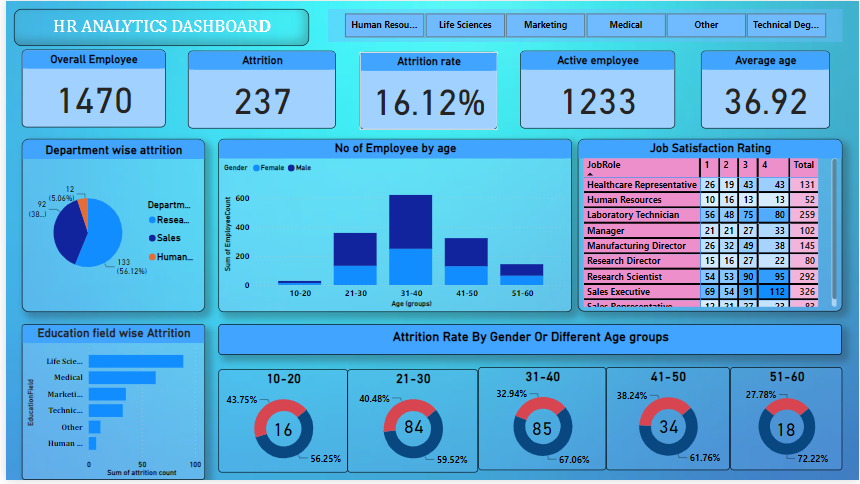 HR ANALYTICS DASHBOARD
Human Resou... Life Sciences Marketing Medical Other Technical Deg...
Overall Employee
1470
Attrition
237
Attrition rate
16.12%
Active employee
1233
Average age
36.92
Department wise attrition
12
(5.06%)
92
(38...)
133
(56.12%)
Departm...
Resea...
Sales
Human...
No of Employee by age
Gender Female Male
Sum of EmployeeCount
600
400
200
0
10-20 21-30 31-40 41-50 51-60
Age (groups)
Job Satisfaction Rating
JobRole 1 2 3 4 Total
Healthcare Representative 26 19 43 43 131
Human Resources 10 16 13 13 52
Laboratory Technician 56 48 75 80 259
Manager 21 21 27 33 102
Manufacturing Director 26 32 49 38 145
Research Director 15 16 27 22 80
Research Scientist 54 53 90 95 292
Sales Executive 69 54 91 112 326
Sales Representative 12 21 27 23 83
Education field wise Attrition
EducationField
Life Scie...
Medical
Marketi...
Technic...
Other
Human ...
0 50 100
Sum of attrition count
Attrition Rate By Gender Or Different Age groups
10-20
43.75%
16
56.25%
21-30
40.48%
84
59.52%
31-40
32.94%
85
67.06%
41-50
38.24%
34
61.76%
51-60
27.78%
18
72.22%